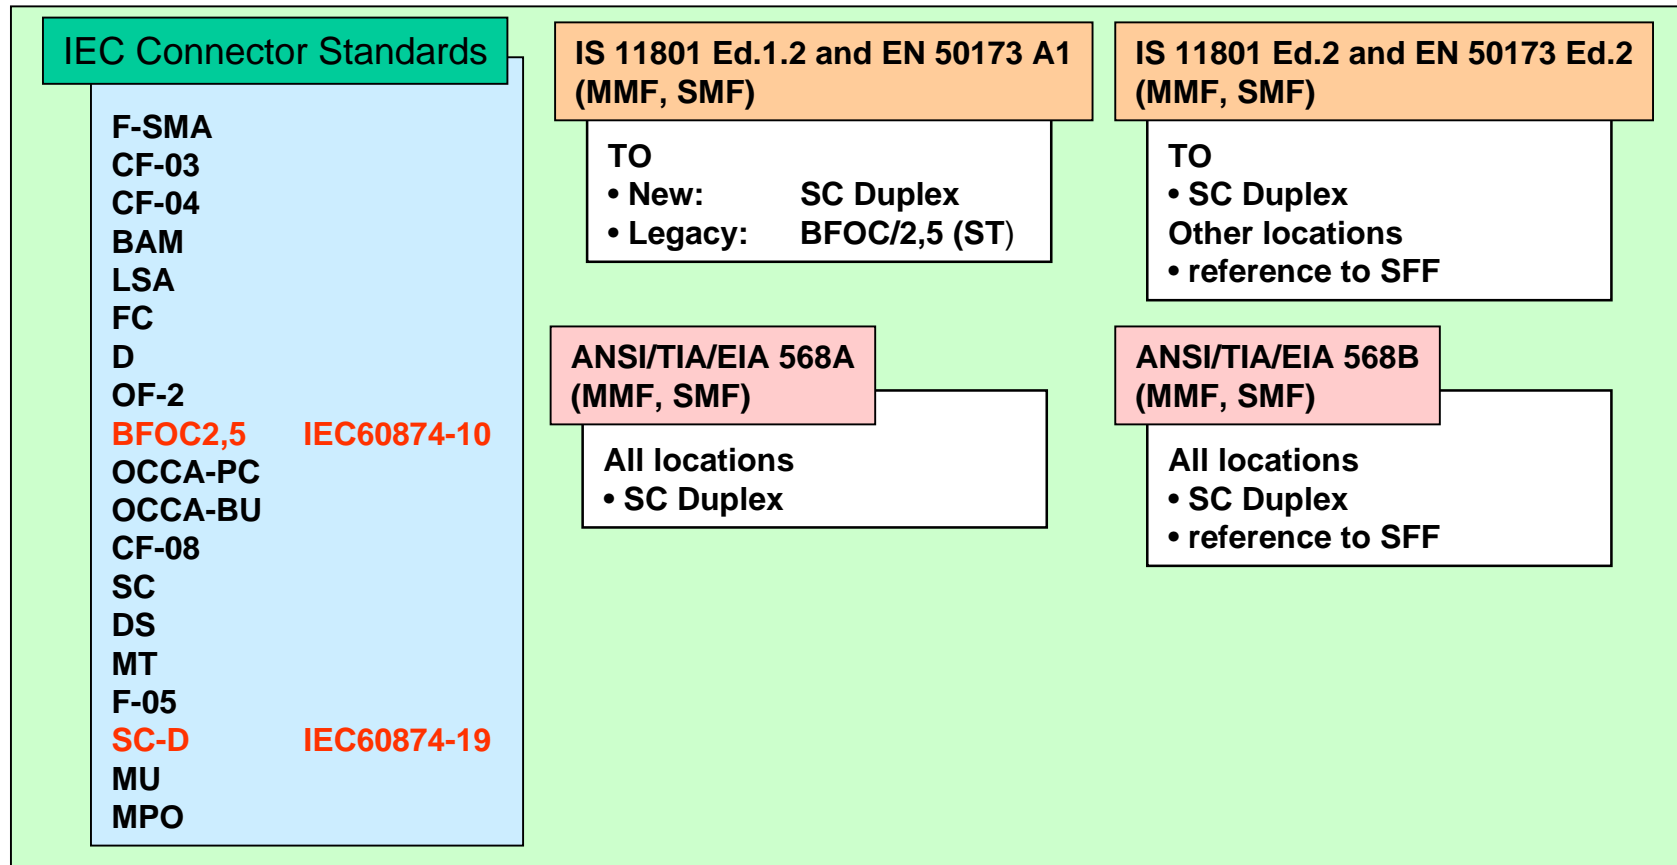 IEC Connector Standards
F-SMA
CF-03
CF-04
BAM
LSA
FC
D
OF-2
BFOC2,5 IEC60874-10
OCCA-PC
OCCA-BU
CF-08
SC
DS
MT
F-05
SC-D IEC60874-19
MU
MPO
IS 11801 Ed.1.2 and EN 50173 A1
(MMF, SMF)
TO
• New: SC Duplex
• Legacy: BFOC/2,5 (ST)
IS 11801 Ed.2 and EN 50173 Ed.2
(MMF, SMF)
TO
• SC Duplex
Other locations
• reference to SFF
ANSI/TIA/EIA 568A
(MMF, SMF)
All locations
• SC Duplex
ANSI/TIA/EIA 568B
(MMF, SMF)
All locations
• SC Duplex
• reference to SFF